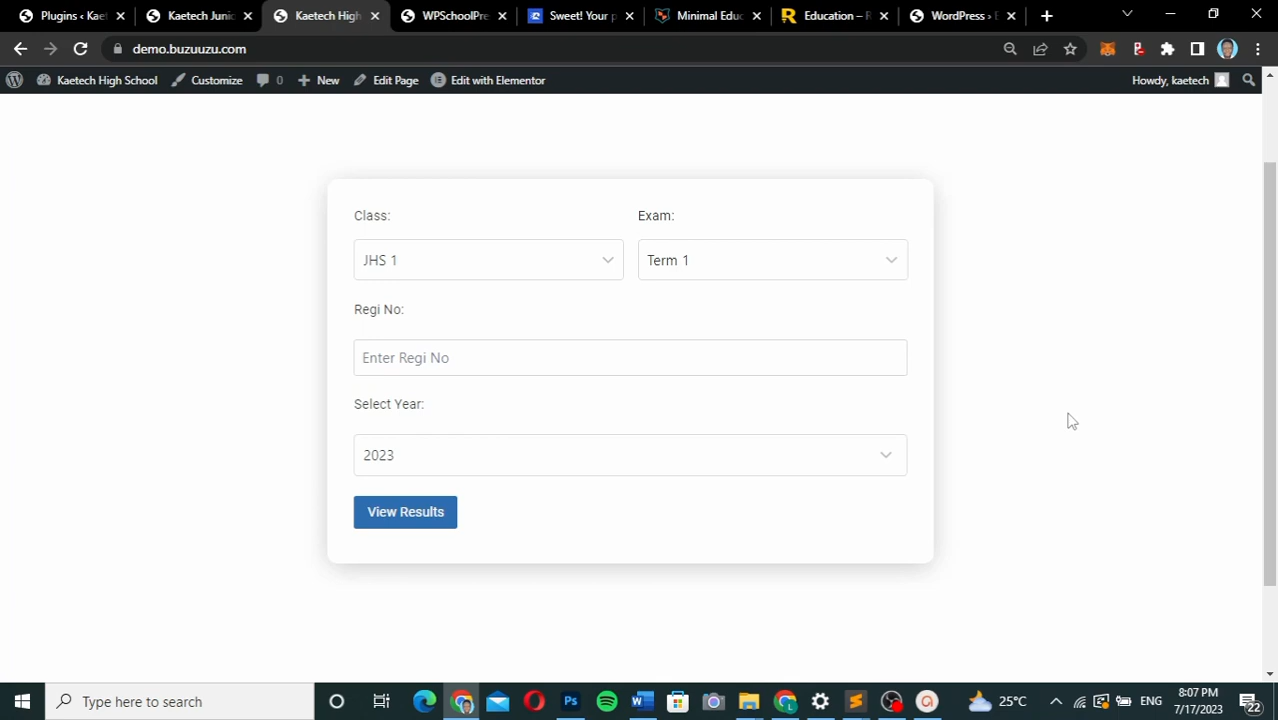 Plugins ‹ Kae
Kaetech Junic
Kaetech High
WPSchoolPre
Sweet! Your p
Minimal Educ
Education – R
WordPress › E
demo.buzuuzu.com
Kaetech High School
Customize
0
New
Edit Page
Edit with Elementor
Howdy, kaetech
Class:
Exam:
JHS 1
Term 1
Regi No:
Enter Regi No
Select Year:
2023
View Results
Type here to search
25°C
ENG
8:07 PM
7/17/2023
22